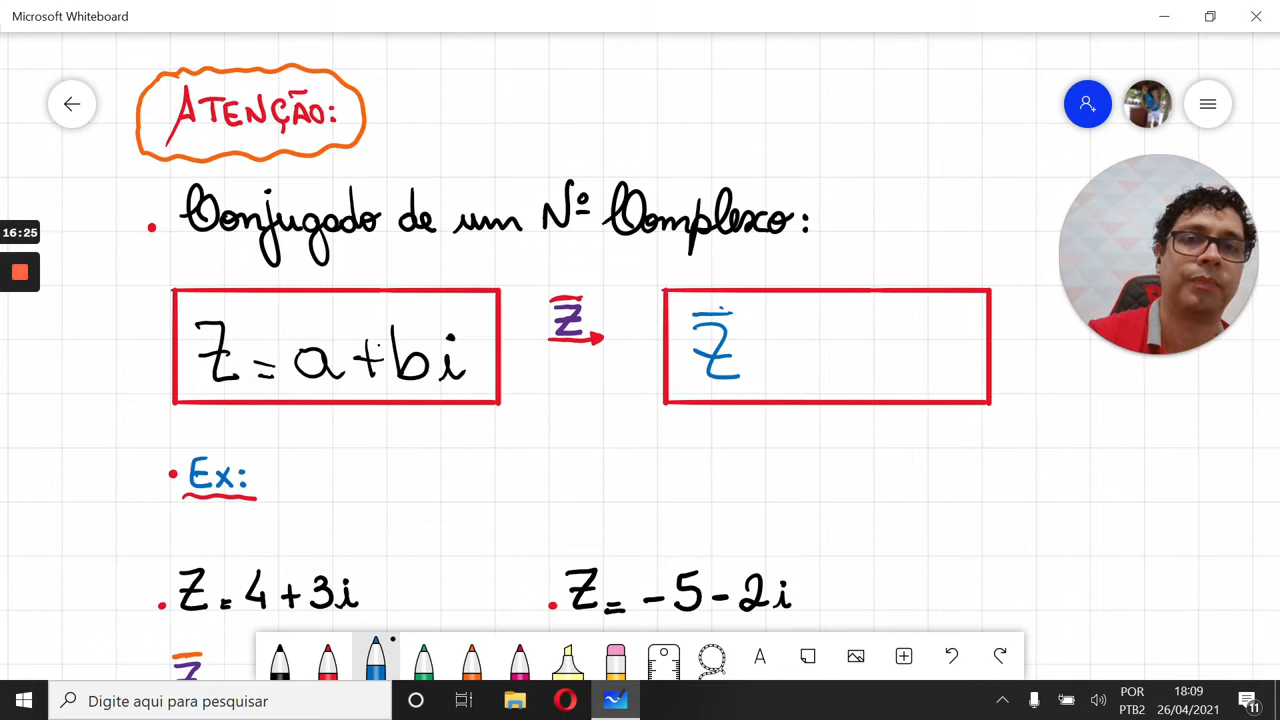 Microsoft Whiteboard
ATENÇÃO:
• Conjugado de um Nº Complexo:
16:25
Z = a + bi
Z̅
Z̅
• Ex:
• Z = 4 + 3i
• Z = - 5 - 2i
Z̅
A
Digite aqui para pesquisar
POR
PTB2
18:09
26/04/2021
11